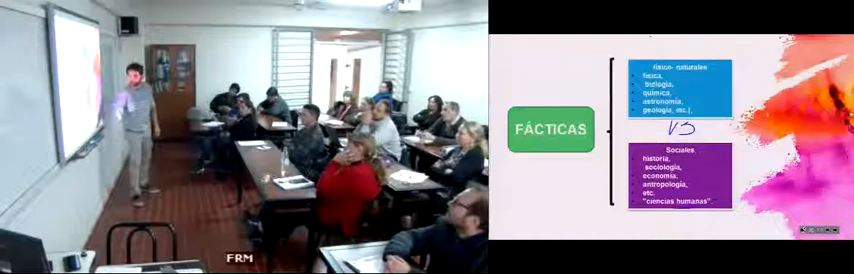 FRM
FÁCTICAS
físico- naturales
física,
biología,
química,
astronomía,
geología, etc.).
VS
Sociales
historia,
sociología,
economía,
antropología,
etc.
"ciencias humanas".